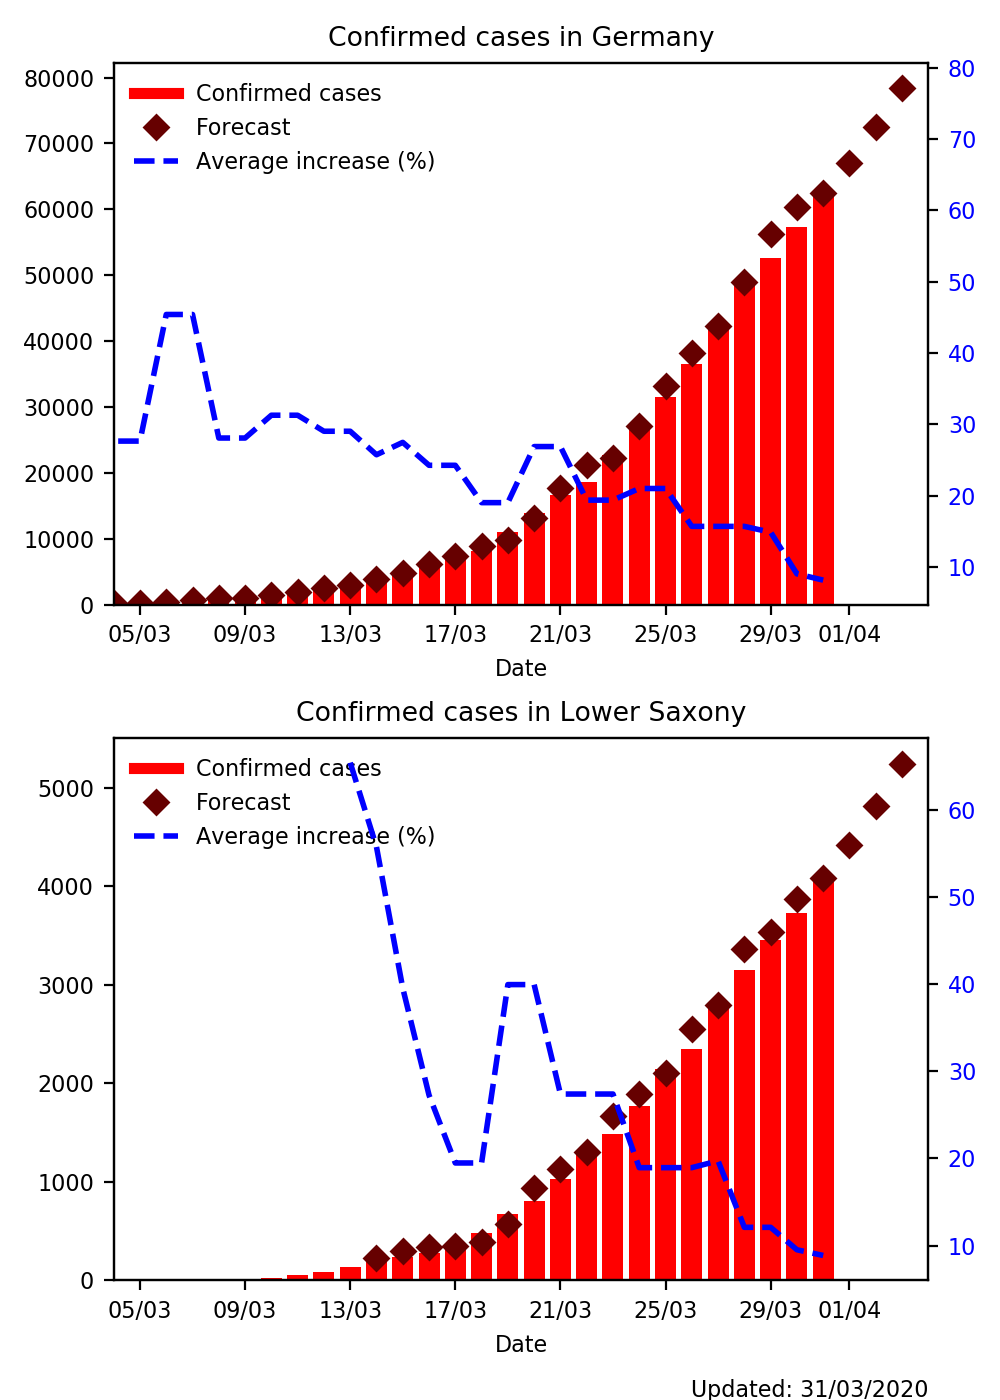 Confirmed cases in Germany
80000
70000
60000
50000
40000
30000
20000
10000
0
Confirmed cases
Forecast
Average increase (%)
80
70
60
50
40
30
20
10
05/03 09/03 13/03 17/03 21/03 25/03 29/03 01/04
Date
Confirmed cases in Lower Saxony
5000
4000
3000
2000
1000
0
Confirmed cases
Forecast
Average increase (%)
60
50
40
30
20
10
05/03 09/03 13/03 17/03 21/03 25/03 29/03 01/04
Date
Updated: 31/03/2020